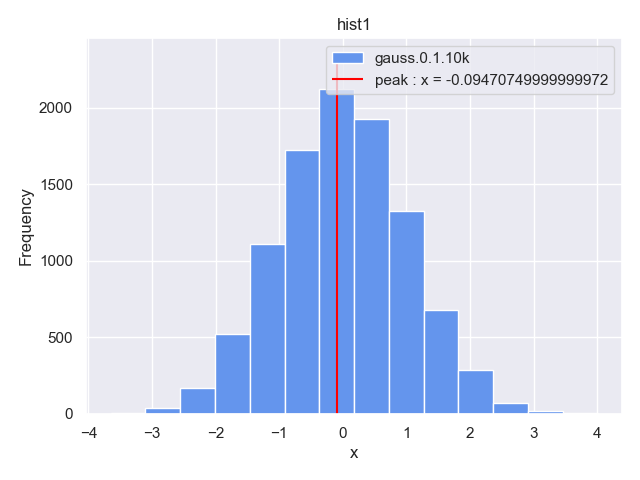 hist1
gauss.0.1.10k
peak : x = -0.09470749999999972
Frequency
2000
1500
1000
500
0
−4 −3 −2 −1 0 1 2 3 4
x